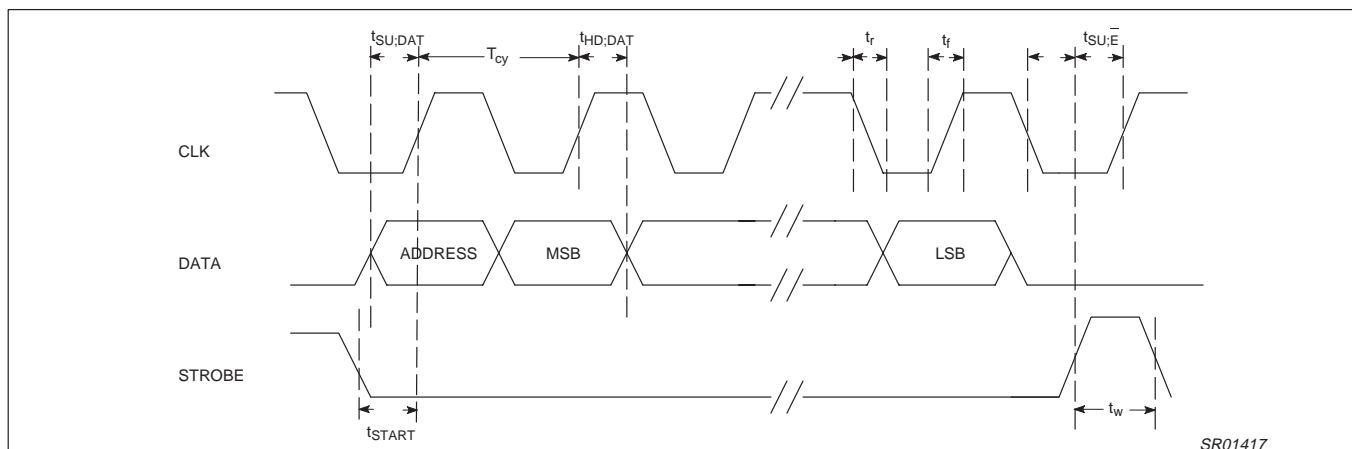 tSU;DAT
Tcy
tHD;DAT
tr
tf
tSU;E̅
CLK
DATA
ADDRESS
MSB
LSB
STROBE
tSTART
tw
SR01417